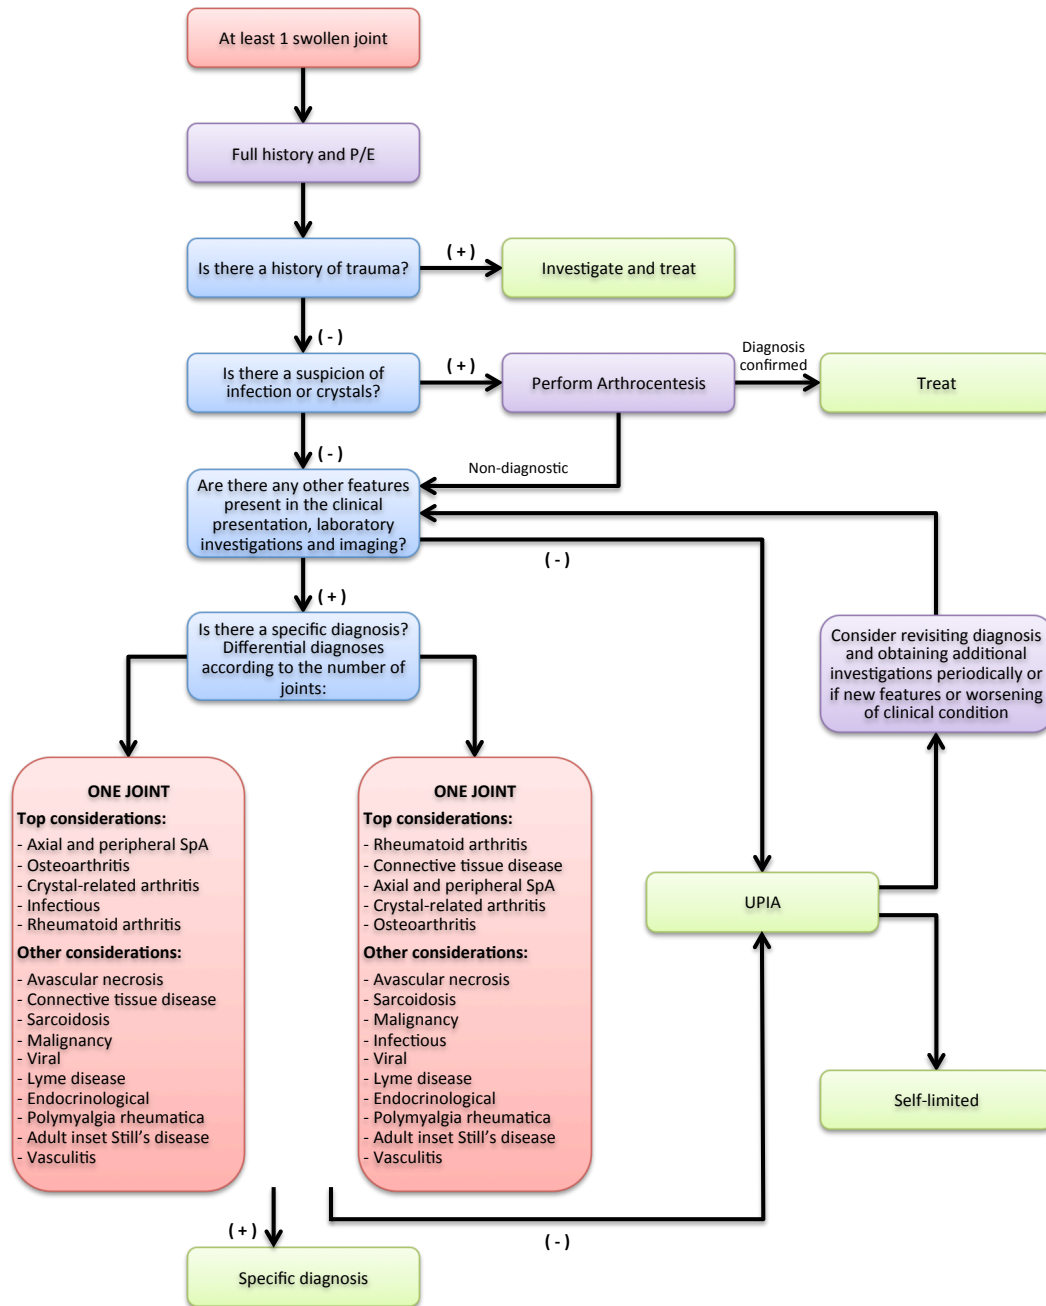 At least 1 swollen joint
Full history and P/E
Is there a history of trauma?
( + )
Investigate and treat
( - )
Is there a suspicion of
infection or crystals?
( + )
Perform Arthrocentesis
Diagnosis
confirmed
Treat
( - )
Non-diagnostic
Are there any other features
present in the clinical
presentation, laboratory
investigations and imaging?
( - )
( + )
Is there a specific diagnosis?
Differential diagnoses
according to the number of
joints:
Consider revisiting diagnosis
and obtaining additional
investigations periodically or
if new features or worsening
of clinical condition
ONE JOINT
Top considerations:
- Axial and peripheral SpA
- Osteoarthritis
- Crystal-related arthritis
- Infectious
- Rheumatoid arthritis
Other considerations:
- Avascular necrosis
- Connective tissue disease
- Sarcoidosis
- Malignancy
- Viral
- Lyme disease
- Endocrinological
- Polymyalgia rheumatica
- Adult inset Still's disease
- Vasculitis
ONE JOINT
Top considerations:
- Rheumatoid arthritis
- Connective tissue disease
- Axial and peripheral SpA
- Crystal-related arthritis
- Osteoarthritis
Other considerations:
- Avascular necrosis
- Sarcoidosis
- Malignancy
- Infectious
- Viral
- Lyme disease
- Endocrinological
- Polymyalgia rheumatica
- Adult inset Still's disease
- Vasculitis
UPIA
Self-limited
( + )
( - )
Specific diagnosis